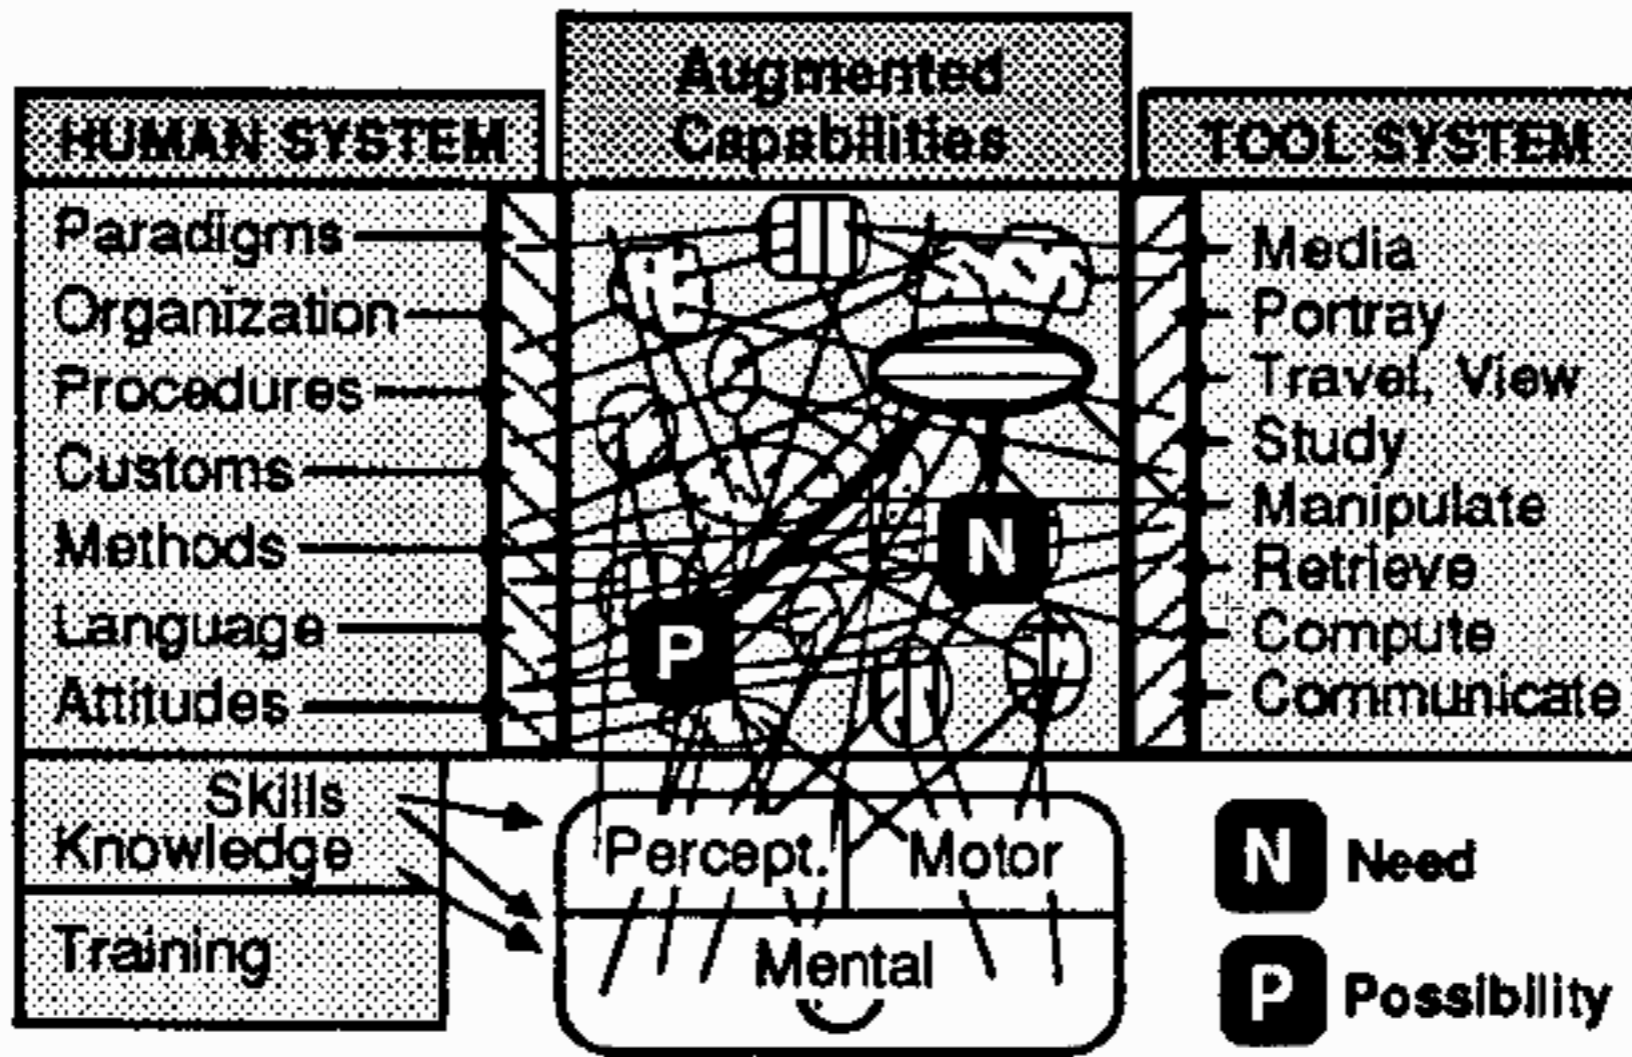 Augmented
Capabilities
HUMAN SYSTEM
TOOL SYSTEM
Paradigms
Organization
Procedures
Customs
Methods
Language
Attitudes
Media
Portray
Travel, View
Study
Manipulate
Retrieve
Compute
Communicate
N
P
Skills
Knowledge
Training
Percept.
Motor
Mental
N Need
P Possibility